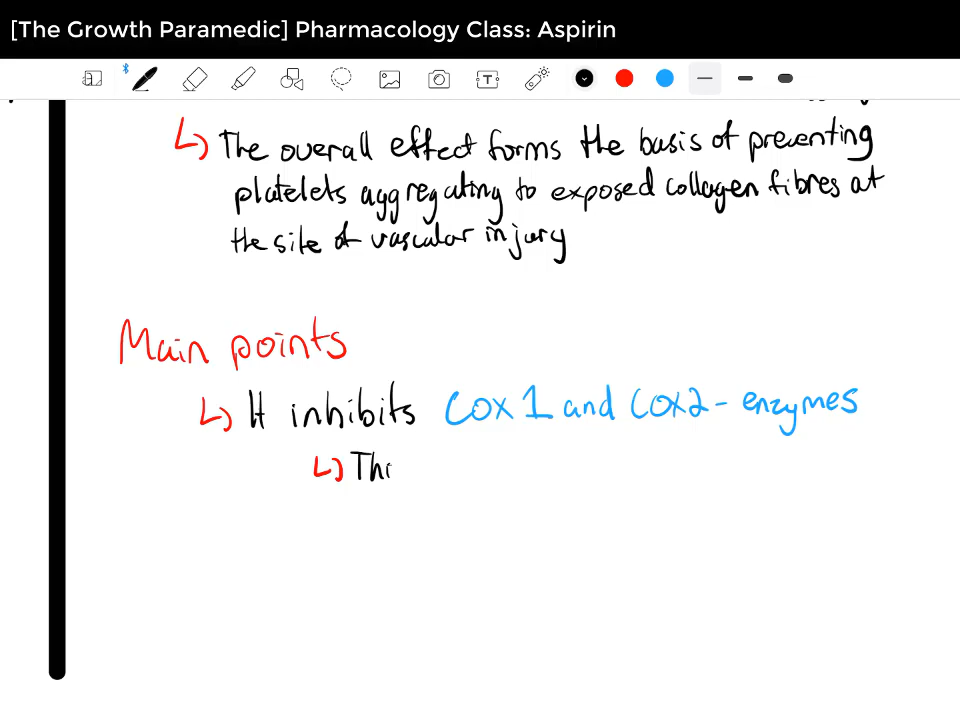 [The Growth Paramedic] Pharmacology Class: Aspirin
The overall effect forms the basis of preventing
platelets aggregating to exposed collagen fibres at
the site of vascular injury
Main points
It inhibits Cox 1 and Cox2 - enzymes
Thi